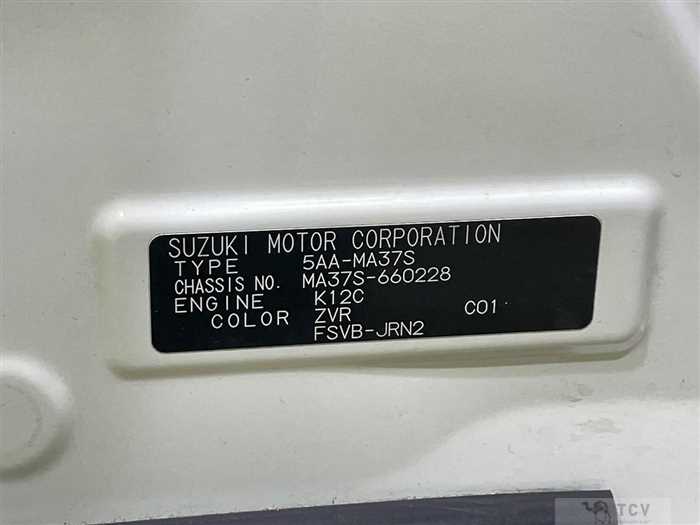 SUZUKI MOTOR CORPORATION
TYPE 5AA-MA37S
CHASSIS NO. MA37S-660228
ENGINE K12C
COLOR ZVR C01
FSVB-JRN2
TCV